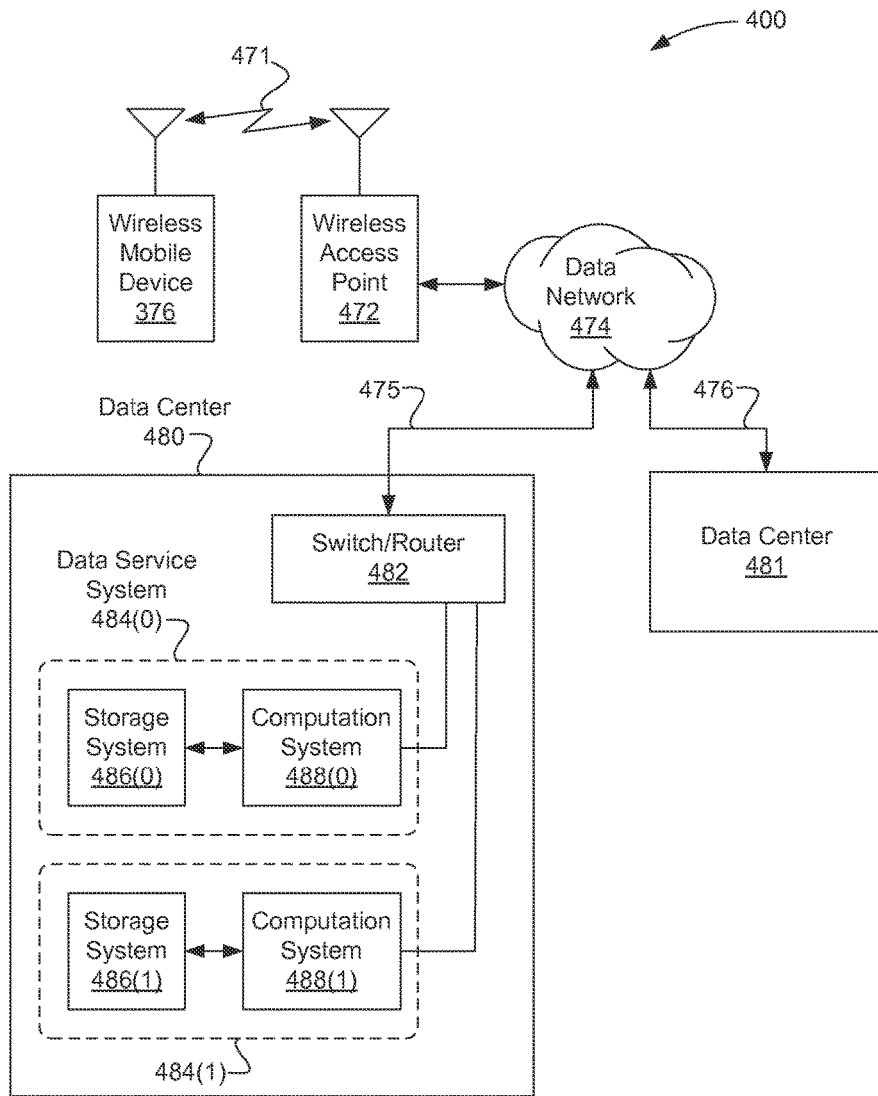 400
471
Wireless
Mobile
Device
376
Wireless
Access
Point
472
Data
Network
474
475
476
Data Center
480
Switch/Router
482
Data Center
481
Data Service
System
484(0)
Storage
System
486(0)
Computation
System
488(0)
Storage
System
486(1)
Computation
System
488(1)
484(1)